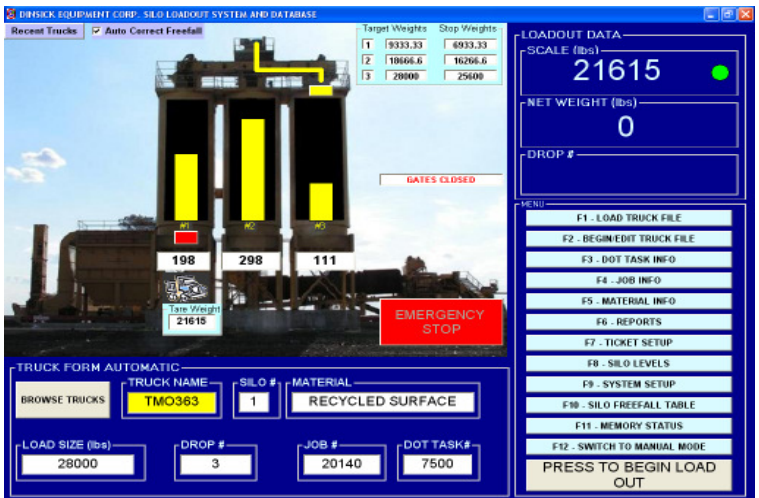 DINSICK EQUIPMENT CORP. SILO LOADOUT SYSTEM AND DATABASE
Recent Trucks
Auto Correct Freefall
Target Weights Stop Weights
1 9333.33 6933.33
2 18666.6 16266.6
3 28000 25600
GATES CLOSED
#1 #2 #3
198 298 111
Tare Weight
21615
EMERGENCY
STOP
LOADOUT DATA
SCALE (lbs)
21615
NET WEIGHT (lbs)
0
DROP #
MENU
F1 - LOAD TRUCK FILE
F2 - BEGIN/EDIT TRUCK FILE
F3 - DOT TASK INFO
F4 - JOB INFO
F5 - MATERIAL INFO
F6 - REPORTS
F7 - TICKET SETUP
F8 - SILO LEVELS
F9 - SYSTEM SETUP
F10 - SILO FREEFALL TABLE
F11 - MEMORY STATUS
F12 - SWITCH TO MANUAL MODE
PRESS TO BEGIN LOAD
OUT
TRUCK FORM AUTOMATIC
BROWSE TRUCKS
TRUCK NAME
TMO363
SILO #
1
MATERIAL
RECYCLED SURFACE
LOAD SIZE (lbs)
28000
DROP #
3
JOB #
20140
DOT TASK#
7500